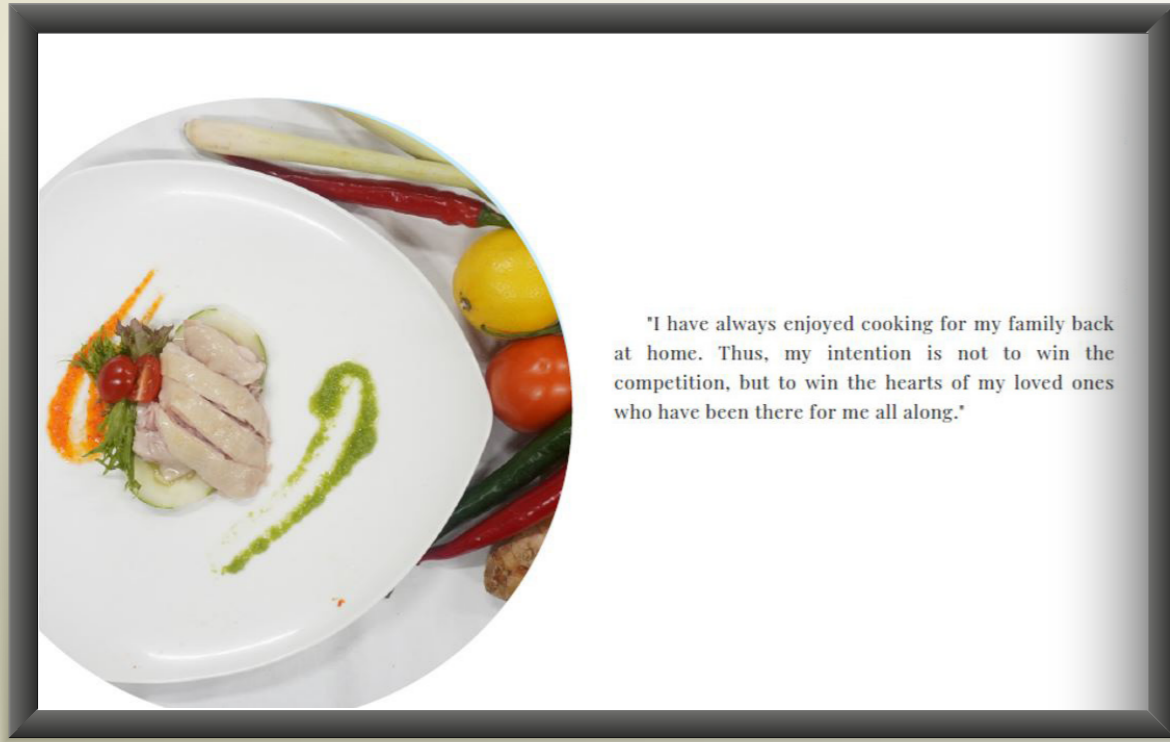 "I have always enjoyed cooking for my family back
at home. Thus, my intention is not to win the
competition, but to win the hearts of my loved ones
who have been there for me all along."